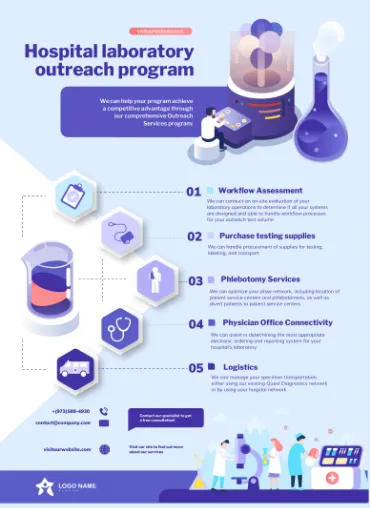 visitourwebsite.com
Hospital laboratory
outreach program
We can help your program achieve
a competitive advantage through
our comprehensive Outreach
Services program:
01 Workflow Assessment
We can conduct an on-site evaluation of your
laboratory operations to determine if all your systems
are designed and able to handle workflow processes
for your outreach test volume
02 Purchase testing supplies
We can handle procurement of supplies for testing,
labeling, and transport
03 Phlebotomy Services
We can optimize your draw network, including location of
patient service centers and phlebotomists, as well as
divert patients to patient service centers.
04 Physician Office Connectivity
We can assist in determining the more appropriate
electronic ordering and reporting system for your
hospital's laboratory
05 Logistics
We can manage your specimen transportation,
either using our existing Quest Diagnostics network
or by using your hospital network
+(973)588-4930
contact@company.com
Contact our specialist to get
a free consultation!
visitourwebsite.com
Visit our site to find out more
about our services
LOGO NAME